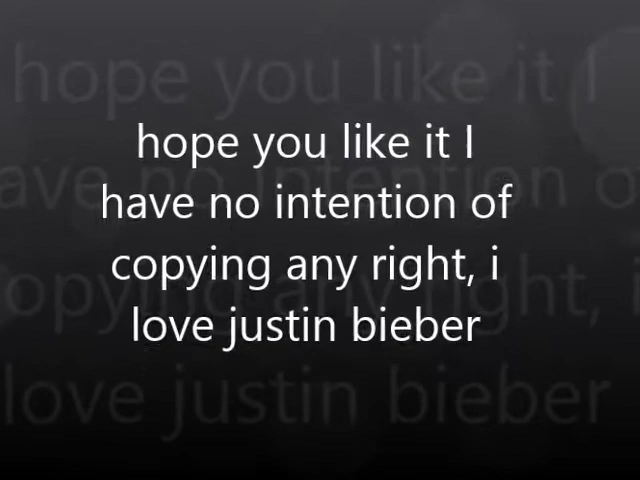 hope you like it I
have no intention of
copying any right, i
love justin bieber